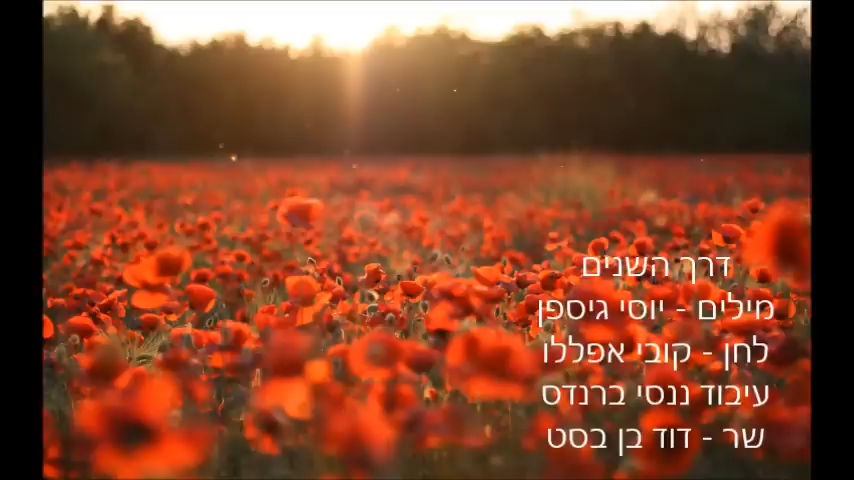 דרך השנים
מילים - יוסי גיספן
לחן - קובי אפללו
עיבוד ננסי ברנדס
שר - דוד בן בסט